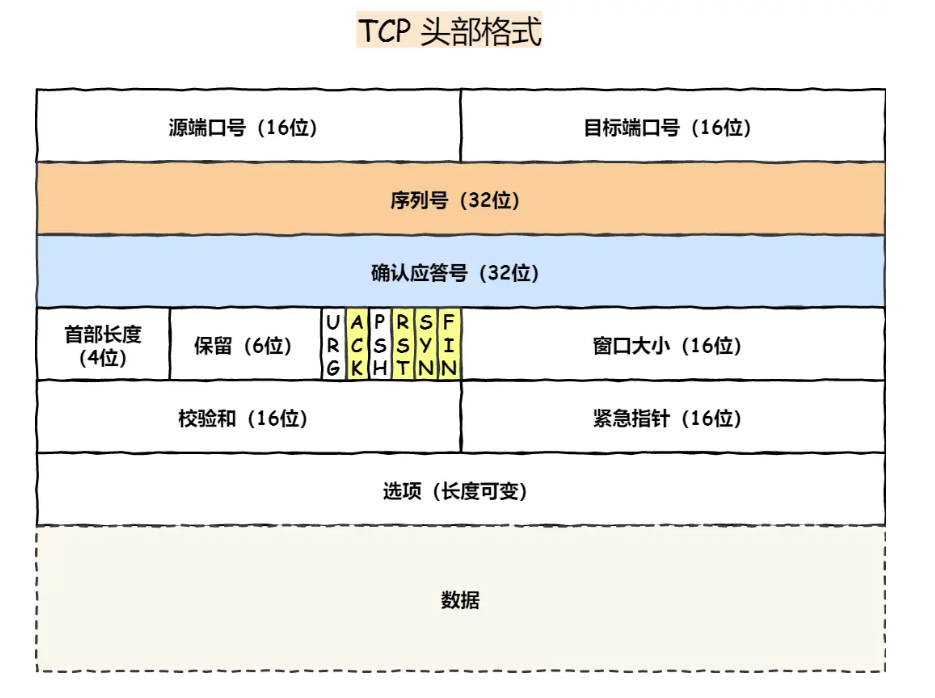 TCP 头部格式
源端口号（16位）
目标端口号（16位）
序列号（32位）
确认应答号（32位）
首部长度
（4位）
保留（6位）
URG
ACK
PSH
RST
SYN
FIN
窗口大小（16位）
校验和（16位）
紧急指针（16位）
选项（长度可变）
数据